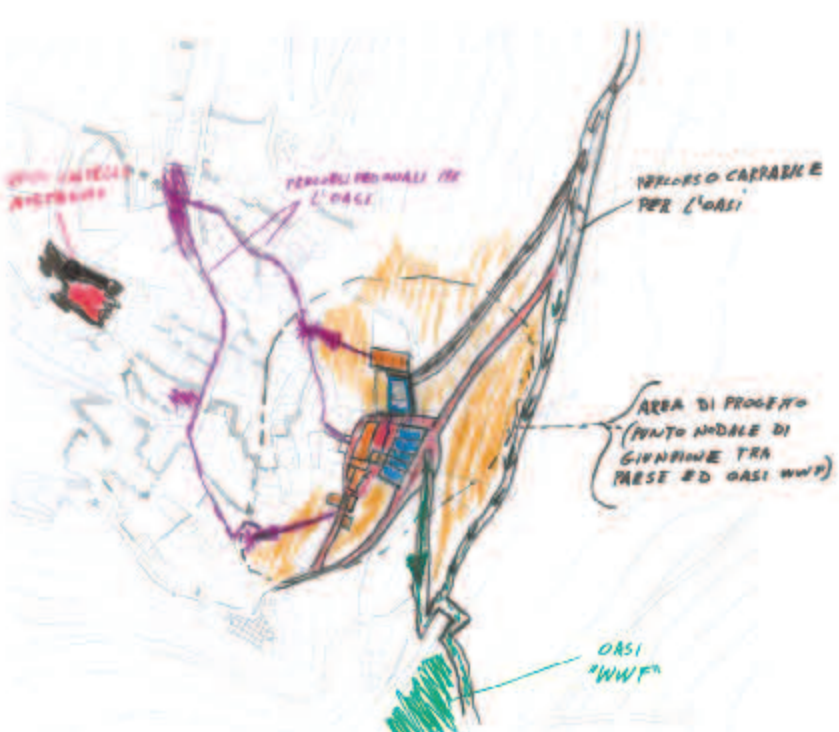 PERCORSI PEDONALI PER
L'OASI
PERCORSO CARRABILE
PER L'OASI
AREA DI PROGETTO
(PUNTO NODALE DI
GIUNZIONE TRA
PAESE ED OASI WWF)
OASI
"WWF"